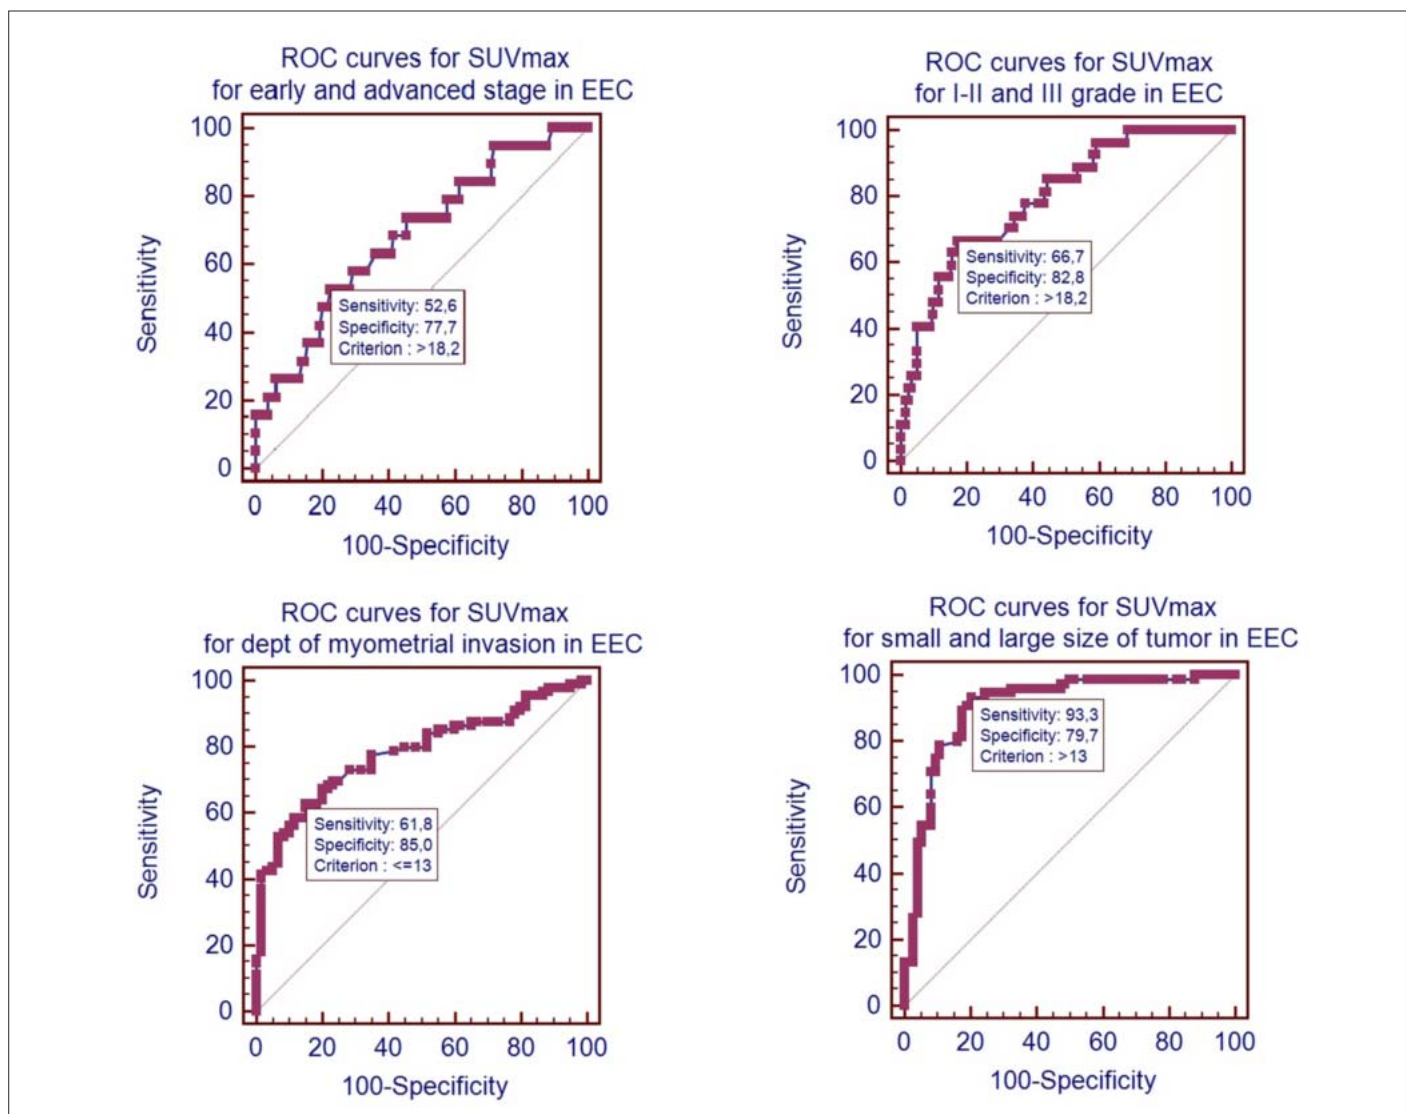 ROC curves for SUVmax
for early and advanced stage in EEC
100
80
60
40
20
0
Sensitivity
Sensitivity: 52,6
Specificity: 77,7
Criterion : >18,2
0 20 40 60 80 100
100-Specificity
ROC curves for SUVmax
for I-II and III grade in EEC
100
80
60
40
20
0
Sensitivity
Sensitivity: 66,7
Specificity: 82,8
Criterion : >18,2
0 20 40 60 80 100
100-Specificity
ROC curves for SUVmax
for dept of myometrial invasion in EEC
100
80
60
40
20
0
Sensitivity
Sensitivity: 61,8
Specificity: 85,0
Criterion : <=13
0 20 40 60 80 100
100-Specificity
ROC curves for SUVmax
for small and large size of tumor in EEC
100
80
60
40
20
0
Sensitivity
Sensitivity: 93,3
Specificity: 79,7
Criterion : >13
0 20 40 60 80 100
100-Specificity